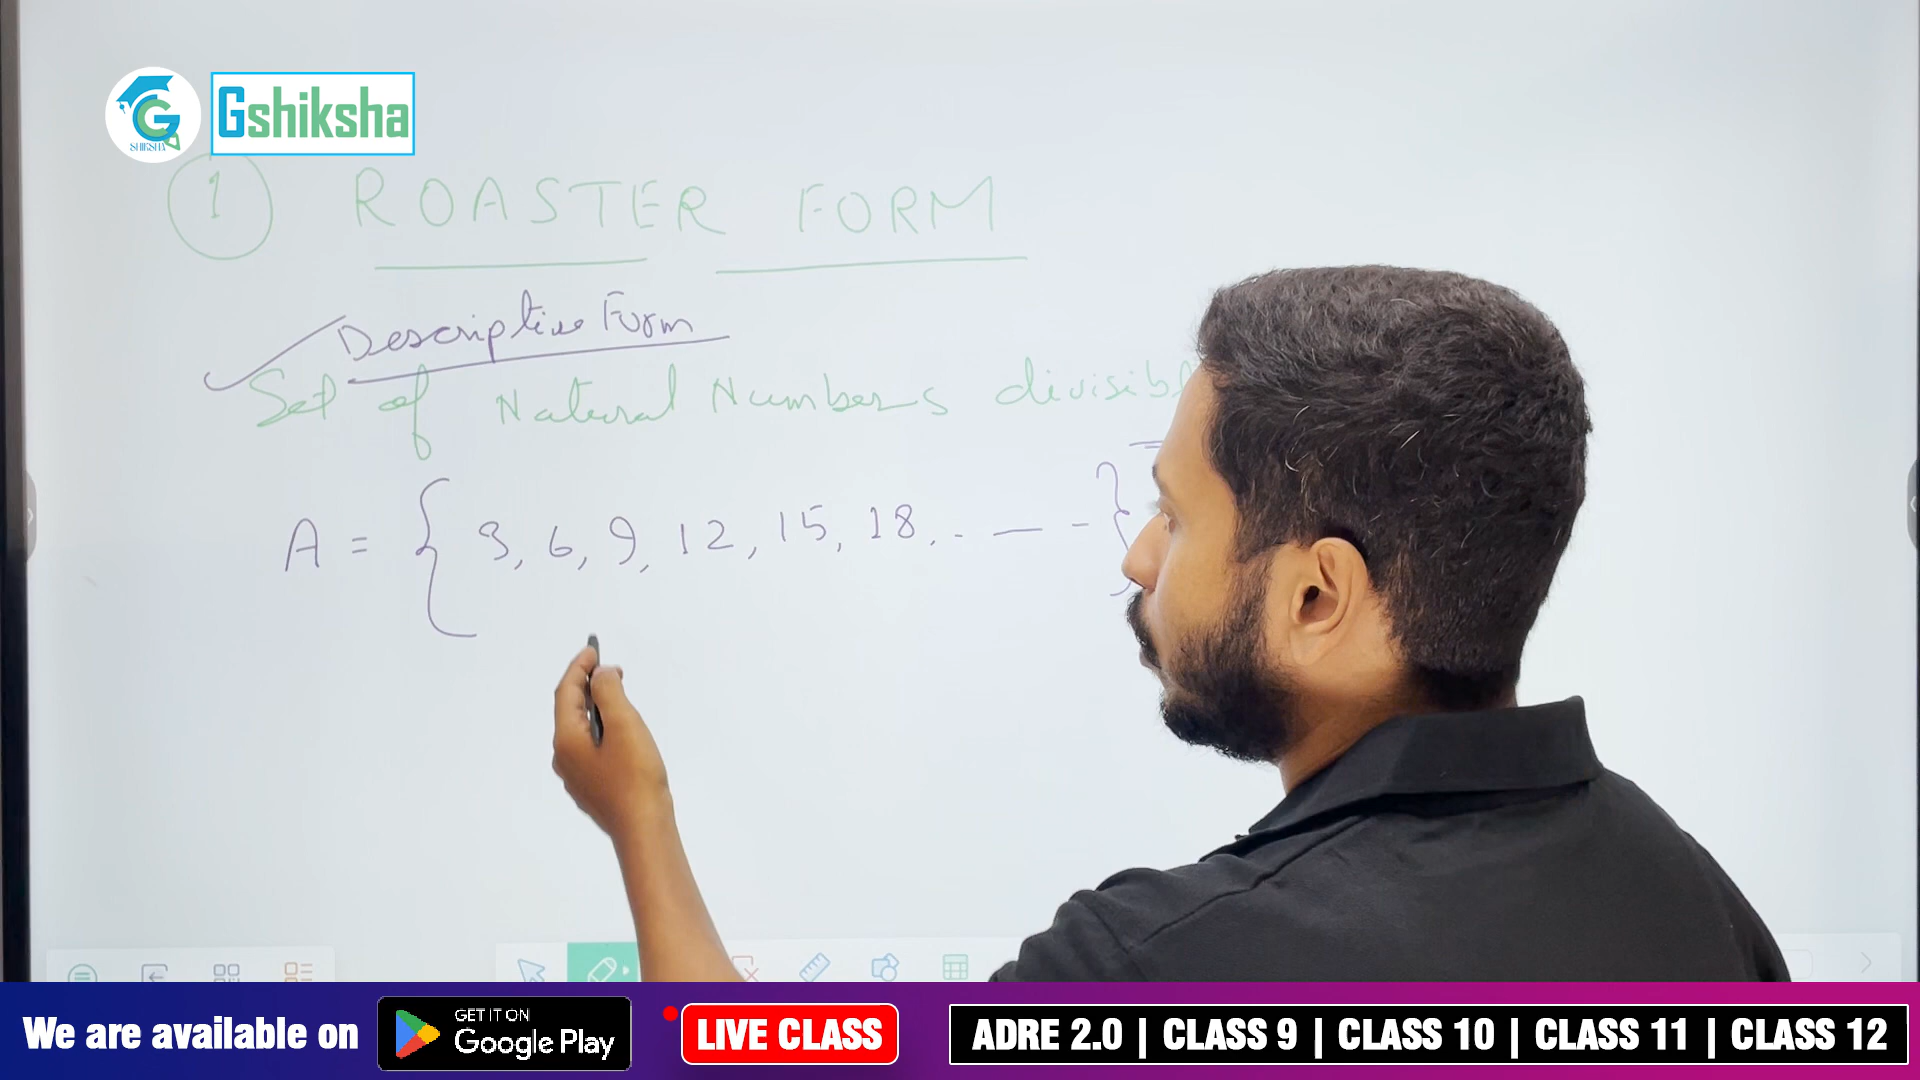 SHIKSHA
Gshiksha
1 ROASTER FORM
Descriptive Form
Set of Natural Numbers
A = { 3, 6, 9, 12, 15, 18, . — - }
We are available on
GET IT ON
Google Play
LIVE CLASS
ADRE 2.0 | CLASS 9 | CLASS 10 | CLASS 11 | CLASS 12